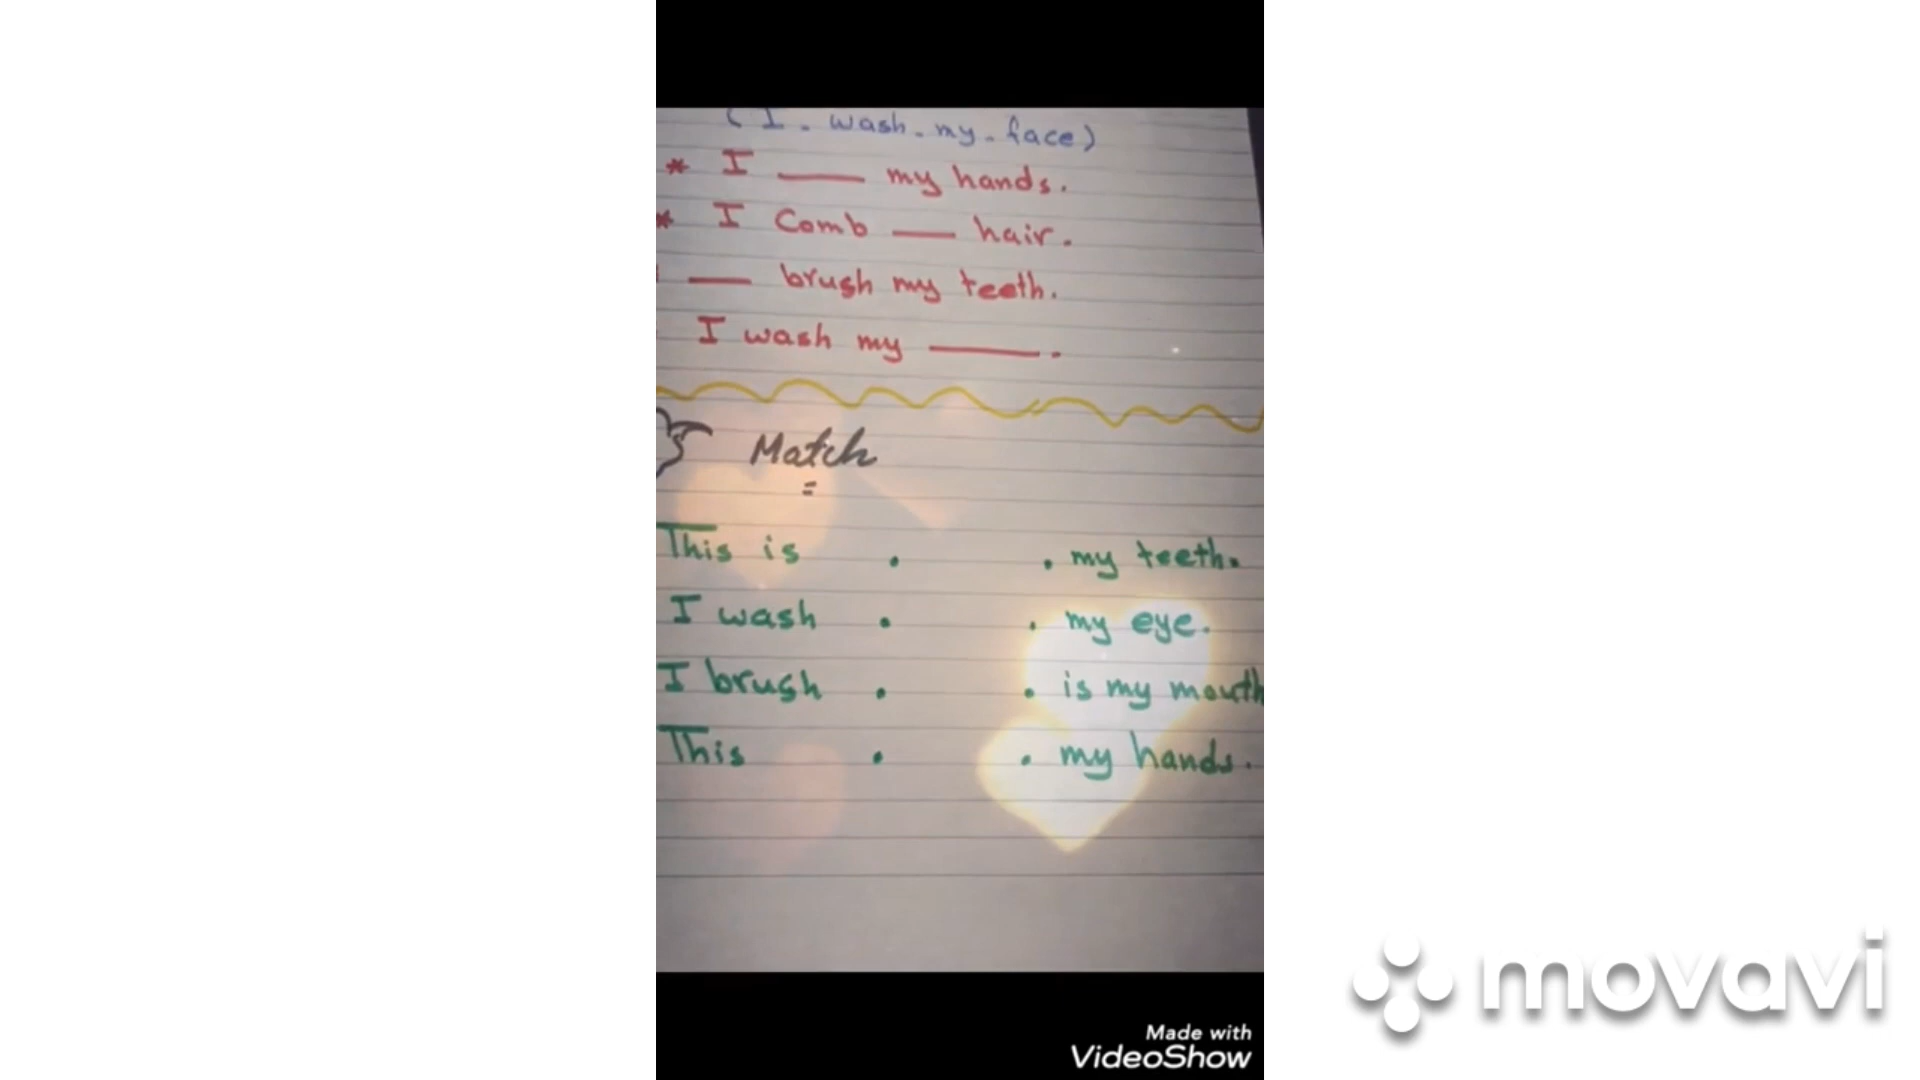 (I - wash - my - face)
* I ____ my hands.
* I Comb ____ hair.
____ brush my teeth.
I wash my ____.
Match
This is . . my teeth.
I wash . . my eye.
I brush . . is my mouth
This . . my hands.
movavi
Made with
VideoShow